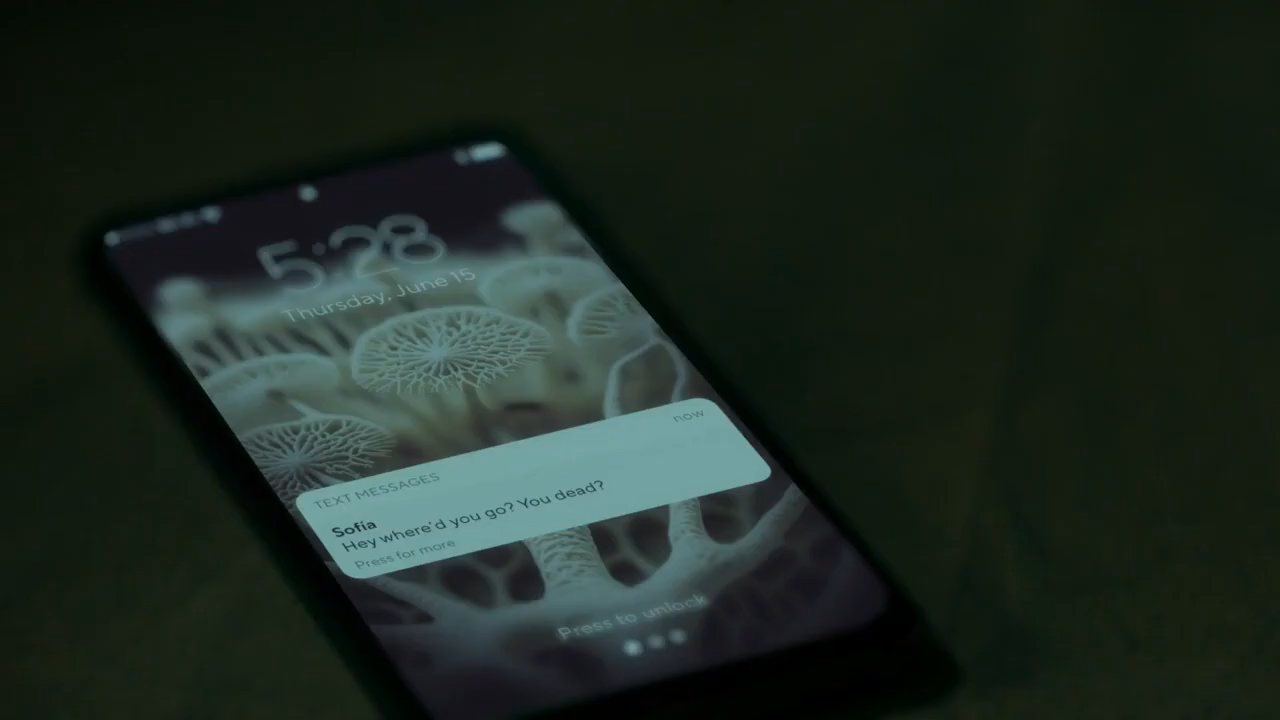 5:28
Thursday, June 15
TEXT MESSAGES
now
Sofia
Hey where'd you go? You dead?
Press for more
Press to unlock